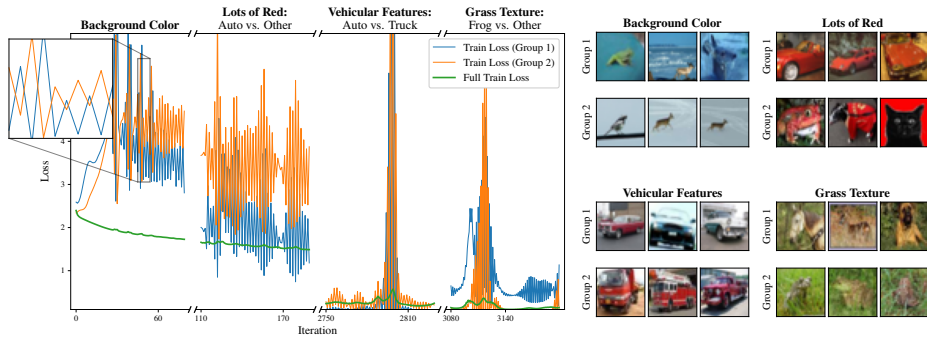 Background Color
Lots of Red:
Auto vs. Other
Vehicular Features:
Auto vs. Truck
Grass Texture:
Frog vs. Other
Train Loss (Group 1)
Train Loss (Group 2)
Full Train Loss
Loss
4
3
2
1
0
60
110
170
2750
2810
3080
3140
Iteration
Background Color
Group 1
Group 2
Lots of Red
Group 1
Group 2
Vehicular Features
Group 1
Group 2
Grass Texture
Group 1
Group 2